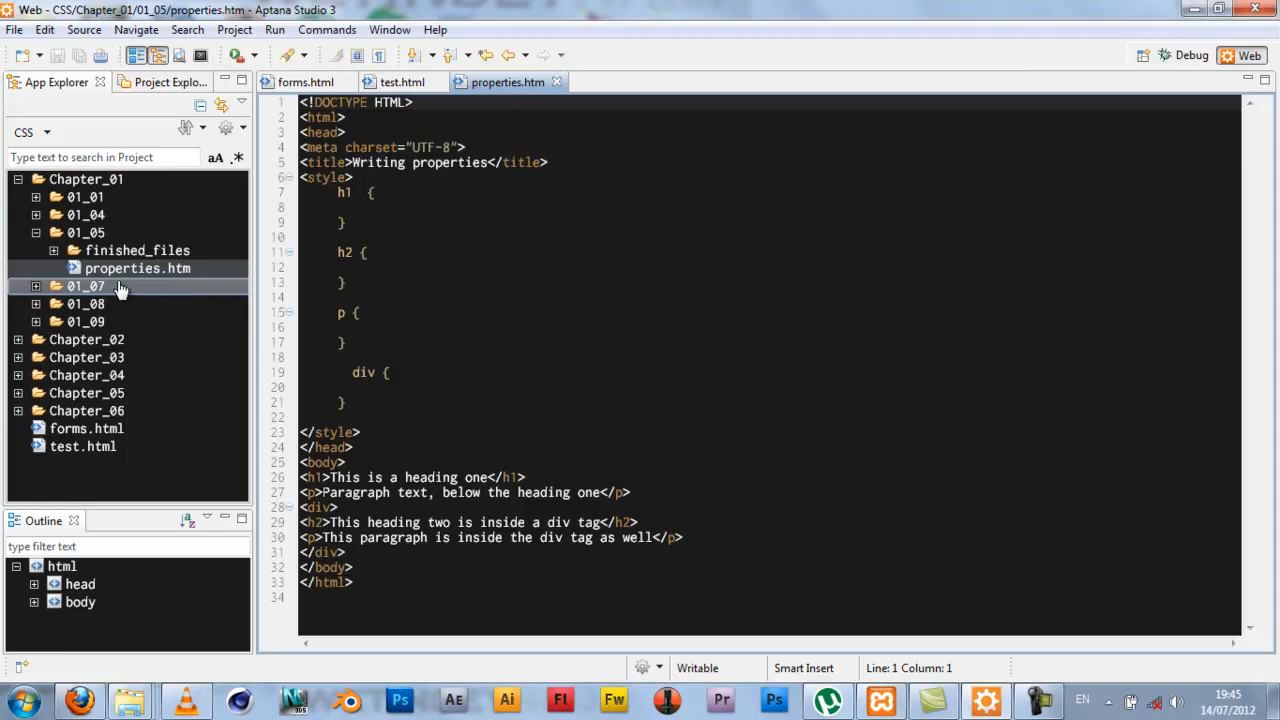 Web - CSS/Chapter_01/01_05/properties.htm - Aptana Studio 3
File Edit Source Navigate Search Project Run Commands Window Help
Debug Web
App Explorer Project Explo...
forms.html test.html properties.htm
CSS
Type text to search in Project aA .*
Chapter_01
01_01
01_04
01_05
finished_files
properties.htm
01_07
01_08
01_09
Chapter_02
Chapter_03
Chapter_04
Chapter_05
Chapter_06
forms.html
test.html
Outline
type filter text
html
head
body
1 <!DOCTYPE HTML>
2 <html>
3 <head>
4 <meta charset="UTF-8">
5 <title>Writing properties</title>
6 <style>
7 h1 {
8
9 }
10
11 h2 {
12
13 }
14
15 p {
16
17 }
18
19 div {
20
21 }
22
23 </style>
24 </head>
25 <body>
26 <h1>This is a heading one</h1>
27 <p>Paragraph text, below the heading one</p>
28 <div>
29 <h2>This heading two is inside a div tag</h2>
30 <p>This paragraph is inside the div tag as well</p>
31 </div>
32 </body>
33 </html>
34
Writable Smart Insert Line: 1 Column: 1
Ps Ae Ai Fl Fw Pr Ps EN 19:45
14/07/2012